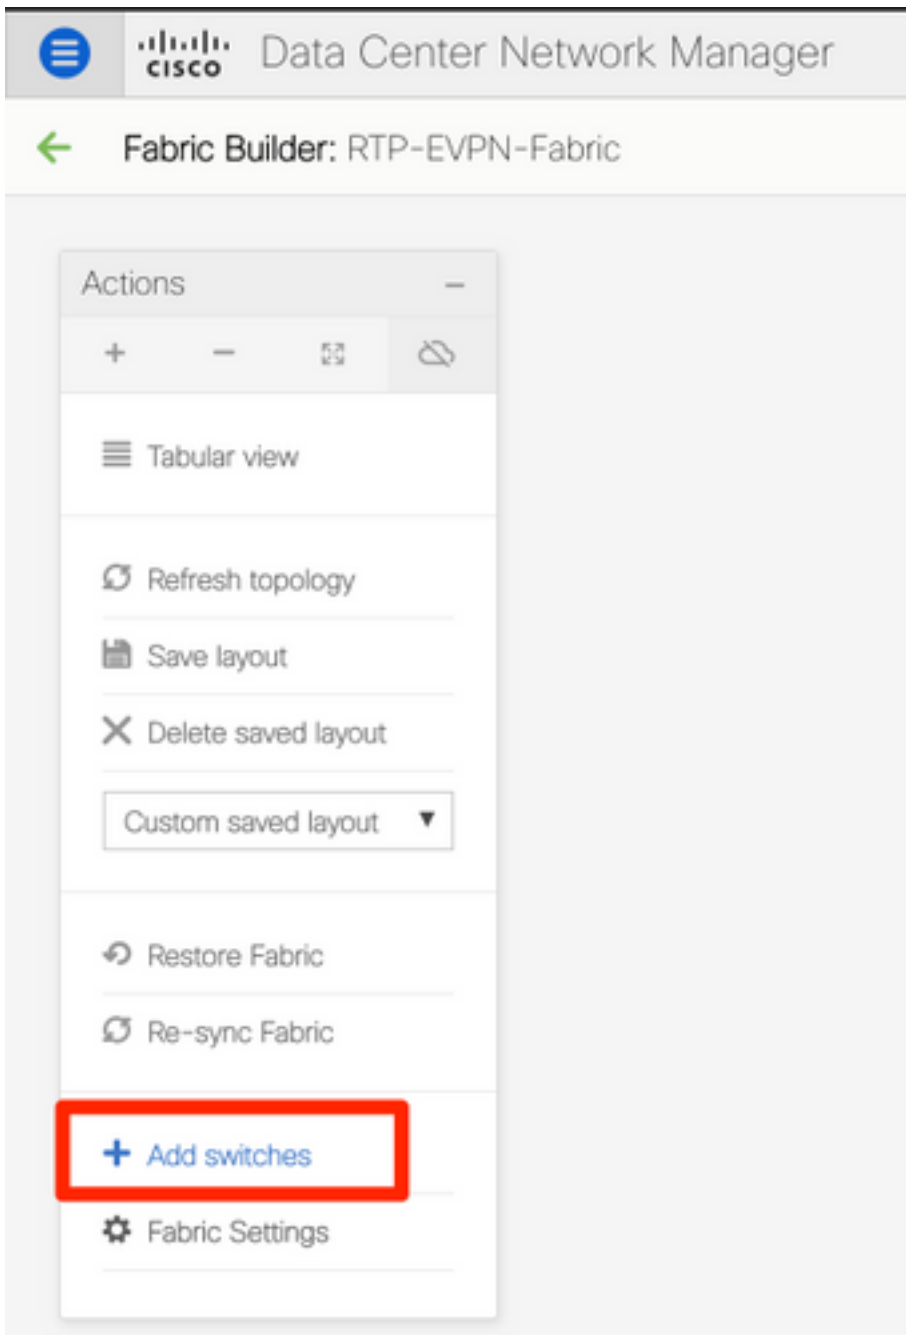 cisco Data Center Network Manager
Fabric Builder: RTP-EVPN-Fabric
Actions
Tabular view
Refresh topology
Save layout
Delete saved layout
Custom saved layout
Restore Fabric
Re-sync Fabric
Add switches
Fabric Settings